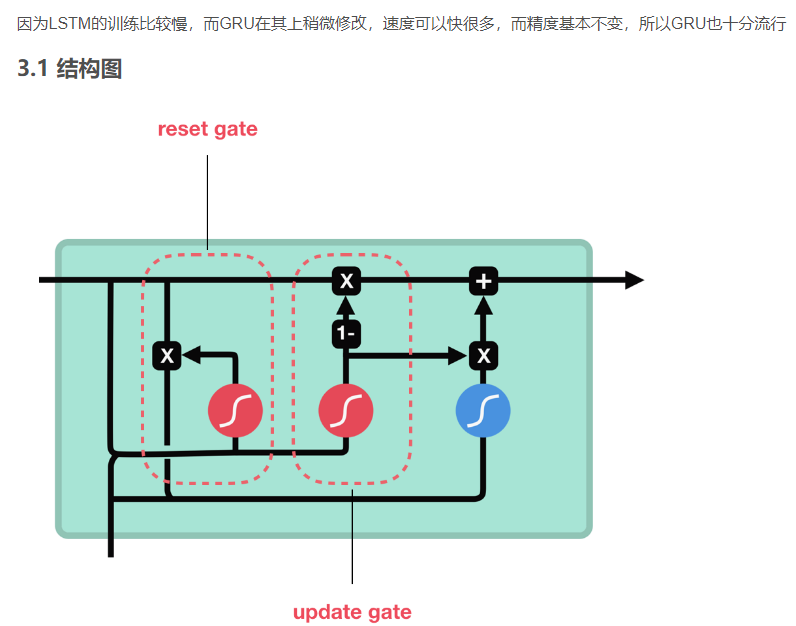 因为LSTM的训练比较慢，而GRU在其上稍微修改，速度可以快很多，而精度基本不变，所以GRU也十分流行
3.1 结构图
reset gate
X
+
1-
X
X
update gate